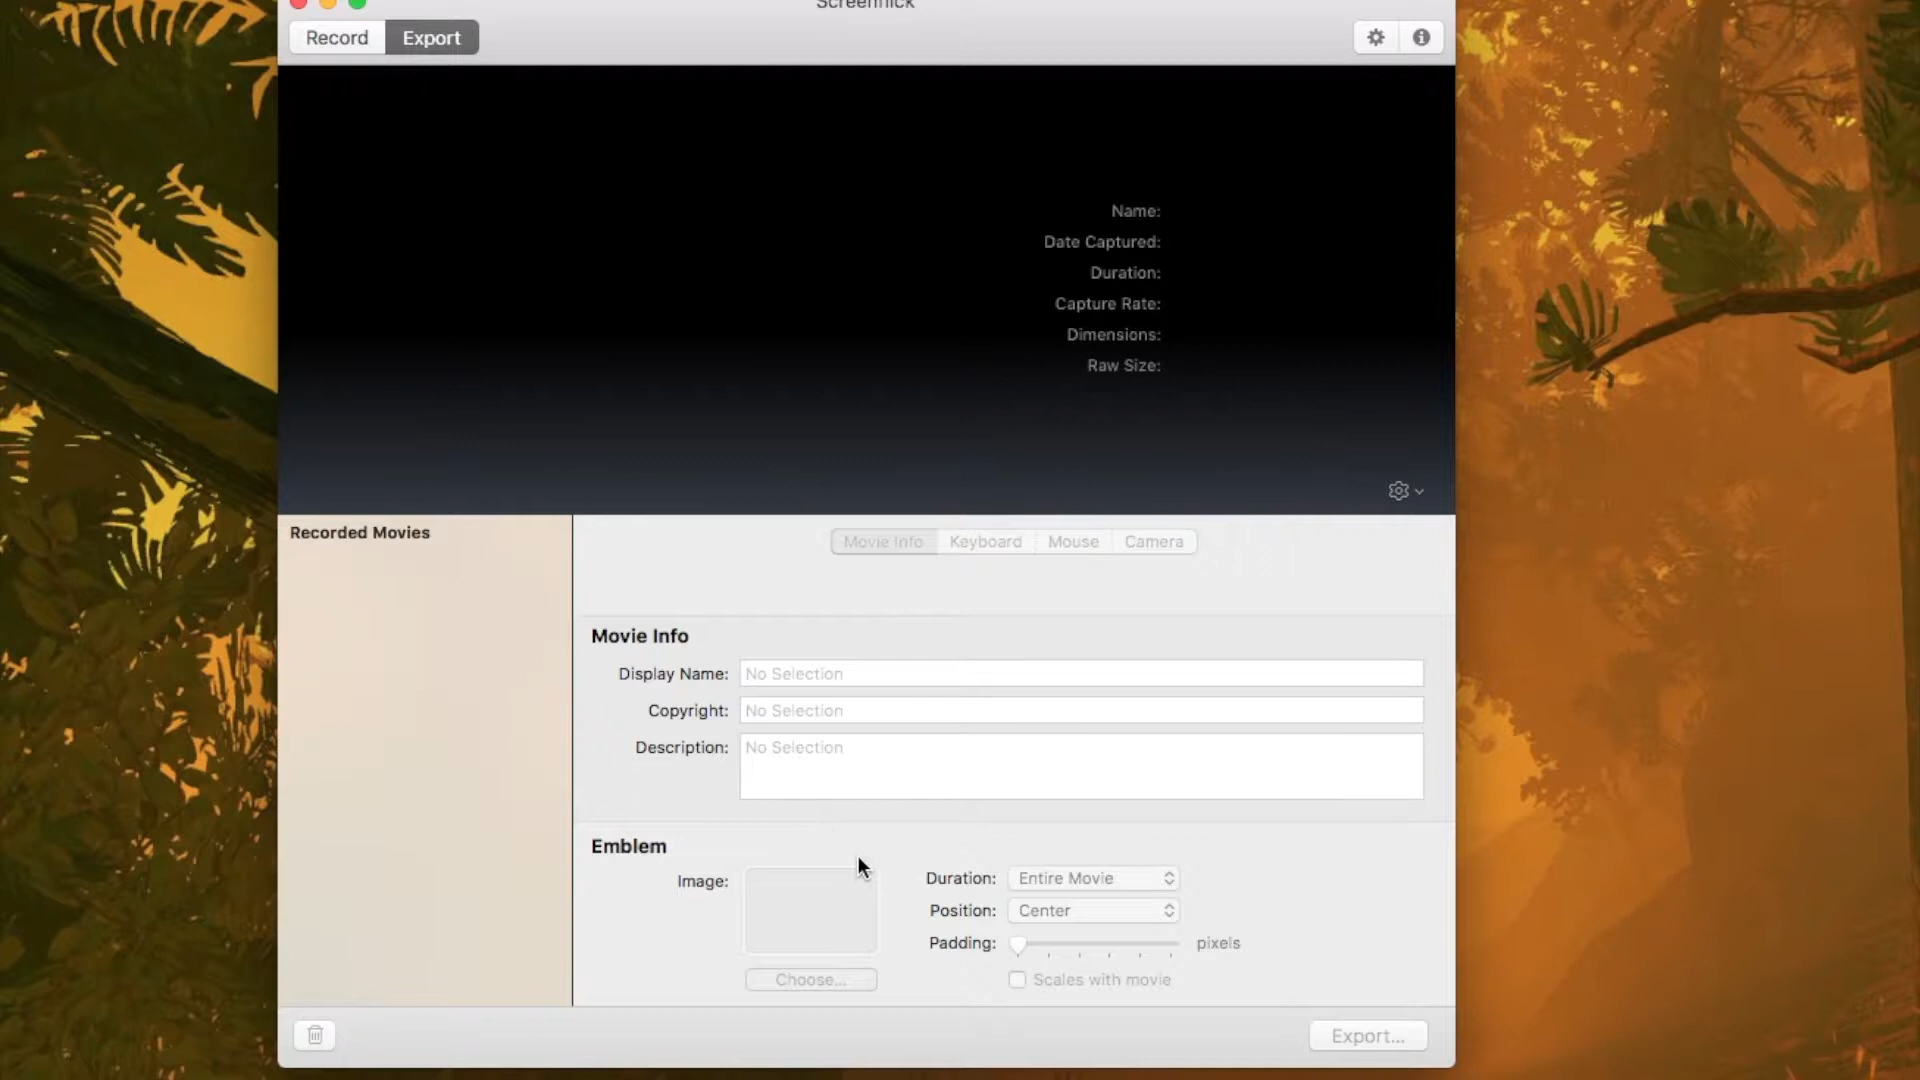 Screenflick
Record Export
Name:
Date Captured:
Duration:
Capture Rate:
Dimensions:
Raw Size:
Recorded Movies
Movie Info Keyboard Mouse Camera
Movie Info
Display Name: No Selection
Copyright: No Selection
Description: No Selection
Emblem
Image:
Choose...
Duration: Entire Movie
Position: Center
Padding: pixels
Scales with movie
Export...